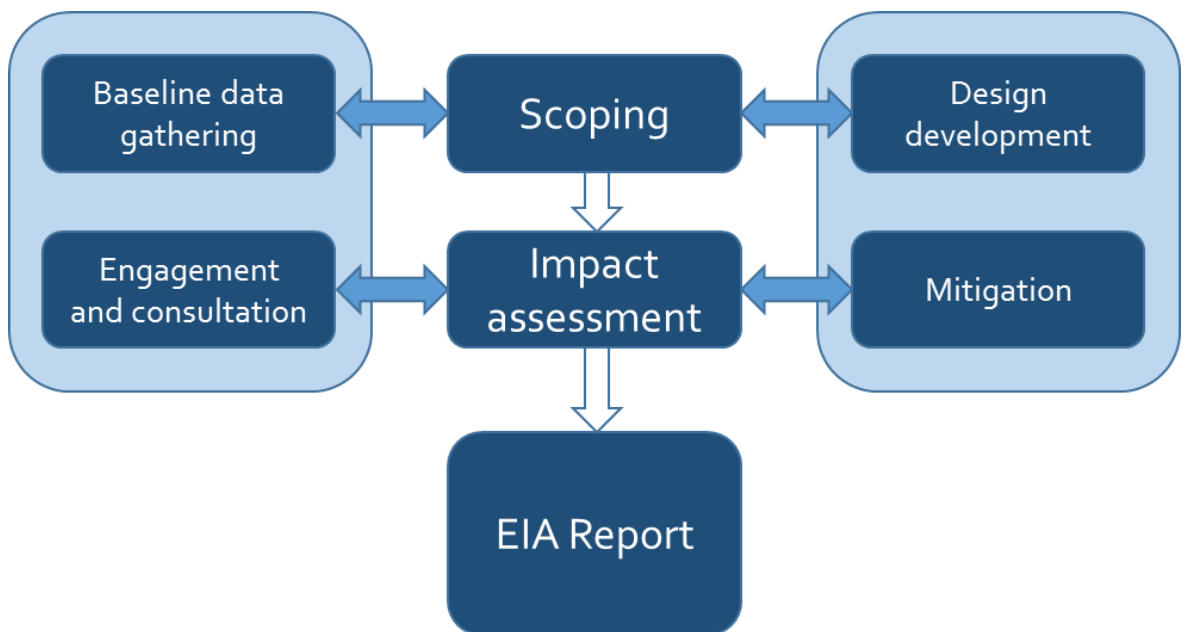 Baseline data
gathering
Scoping
Design
development
Engagement
and consultation
Impact
assessment
Mitigation
EIA Report